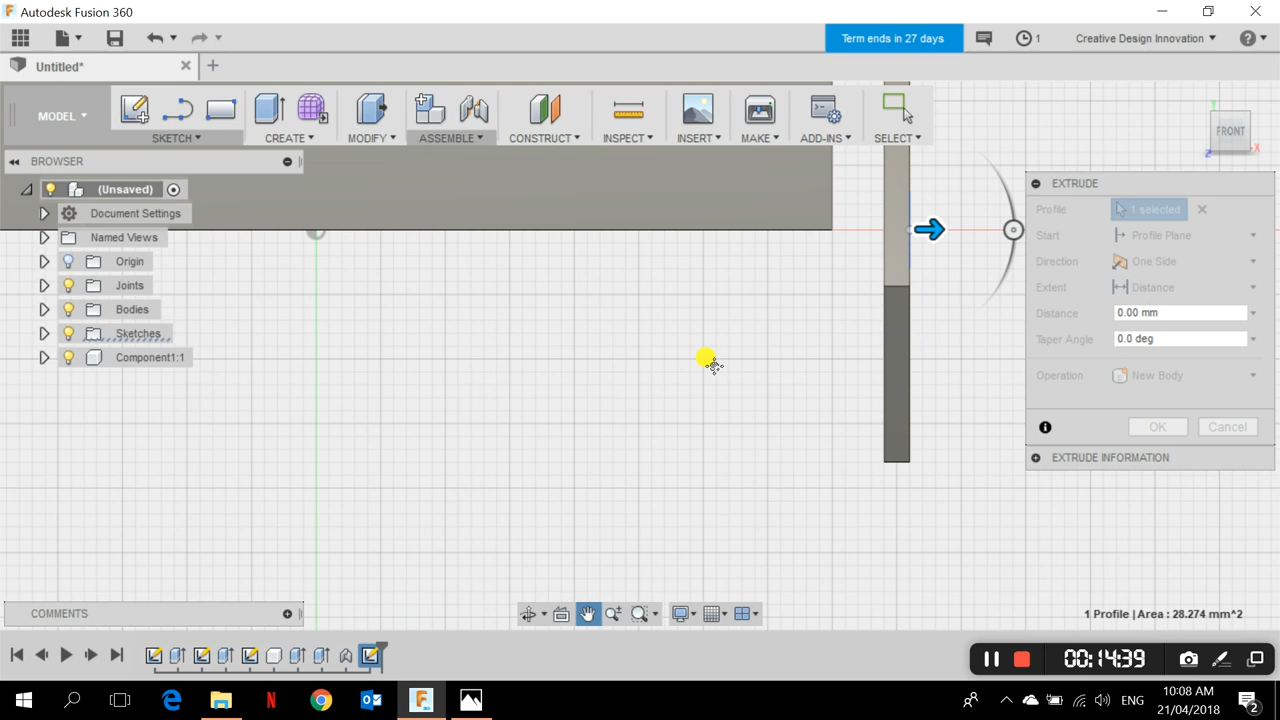 Autodesk Fusion 360
Term ends in 27 days
1
Creative Design Innovation
Untitled*
MODEL
SKETCH
CREATE
MODIFY
ASSEMBLE
CONSTRUCT
INSPECT
INSERT
MAKE
ADD-INS
SELECT
FRONT
Y
X
Z
BROWSER
(Unsaved)
Document Settings
Named Views
Origin
Joints
Bodies
Sketches
Component1:1
EXTRUDE
Profile 1 selected
Start Profile Plane
Direction One Side
Extent Distance
Distance 0.00 mm
Taper Angle 0.0 deg
Operation New Body
OK Cancel
EXTRUDE INFORMATION
COMMENTS
1 Profile | Area : 28.274 mm^2
00:14:39
ENG
10:08 AM
21/04/2018
2